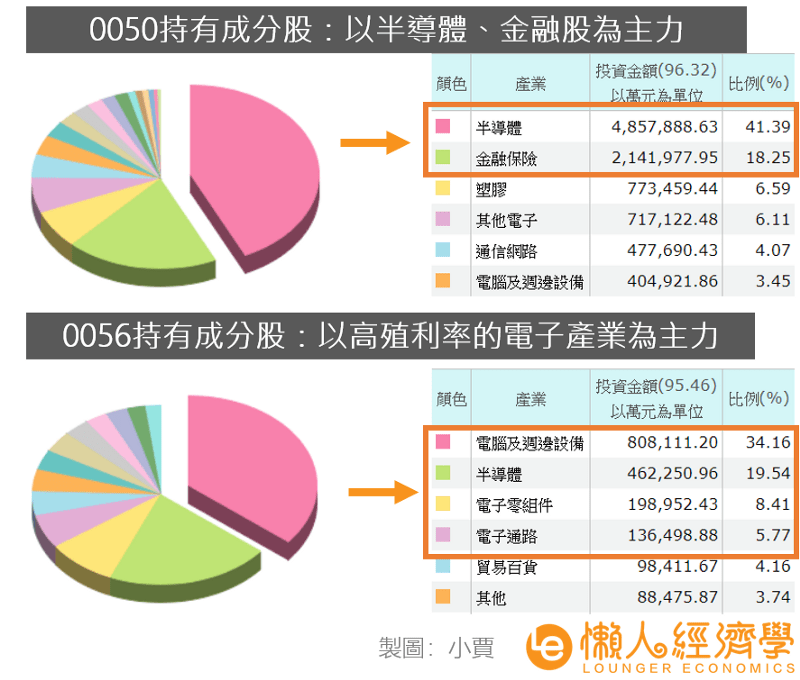 0050持有成分股：以半導體、金融股為主力
顏色 產業 投資金額(96.32) 比例(%)
以萬元為單位
半導體 4,857,888.63 41.39
金融保險 2,141,977.95 18.25
塑膠 773,459.44 6.59
其他電子 717,122.48 6.11
通信網路 477,690.43 4.07
電腦及週邊設備 404,921.86 3.45
0056持有成分股：以高殖利率的電子產業為主力
顏色 產業 投資金額(95.46) 比例(%)
以萬元為單位
電腦及週邊設備 808,111.20 34.16
半導體 462,250.96 19.54
電子零組件 198,952.43 8.41
電子通路 136,498.88 5.77
貿易百貨 98,411.67 4.16
其他 88,475.87 3.74
製圖：小賈
Le 懶人經濟學
LOUNGER ECONOMICS